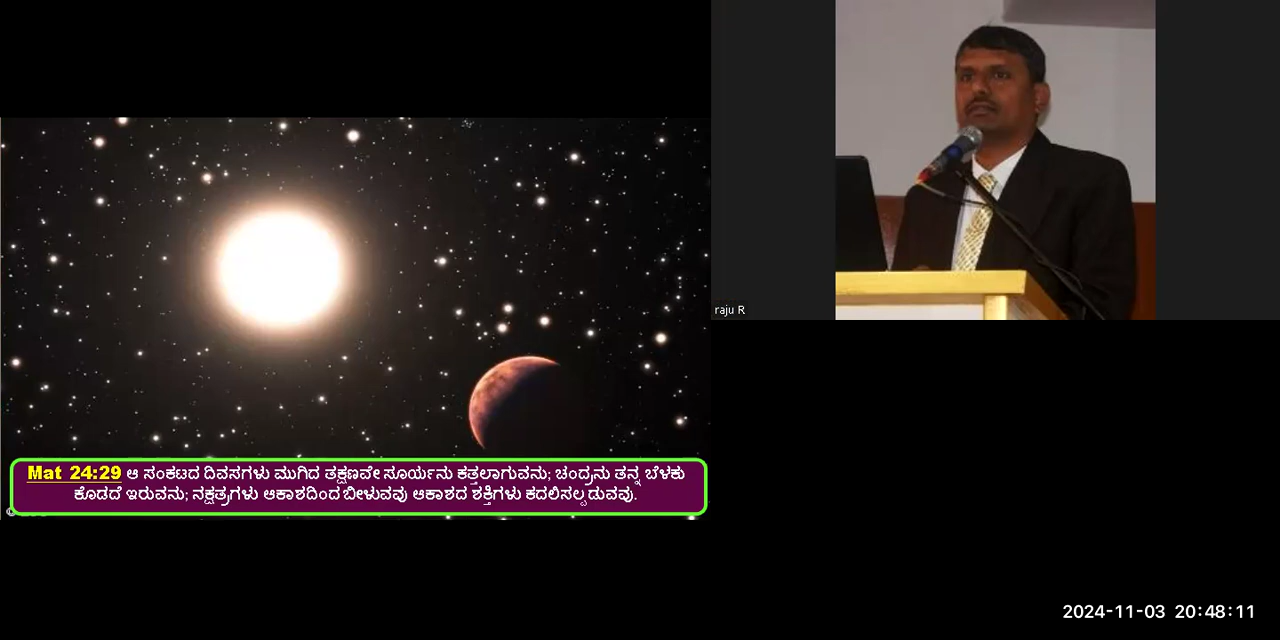 raju R
Mat 24:29 ಆ ಸಂಕಟದ ದಿವಸಗಳು ಮುಗಿದ ತಕ್ಷಣವೇ ಸೂರ್ಯನು ಕತ್ತಲಾಗುವನು; ಚಂದ್ರನು ತನ್ನ ಬೆಳಕು
ಕೊಡದೆ ಇರುವನು; ನಕ್ಷತ್ರಗಳು ಆಕಾಶದಿಂದ ಬೀಳುವವು ಆಕಾಶದ ಶಕ್ತಿಗಳು ಕದಲಿಸಲ್ಪಡುವವು.
2024-11-03 20:48:11